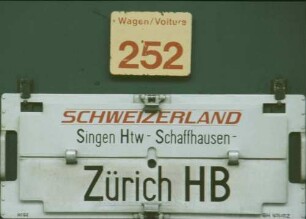 Wagen/Voiture
252
SCHWEIZERLAND
Singen Htw - Schaffhausen -
Zürich HB